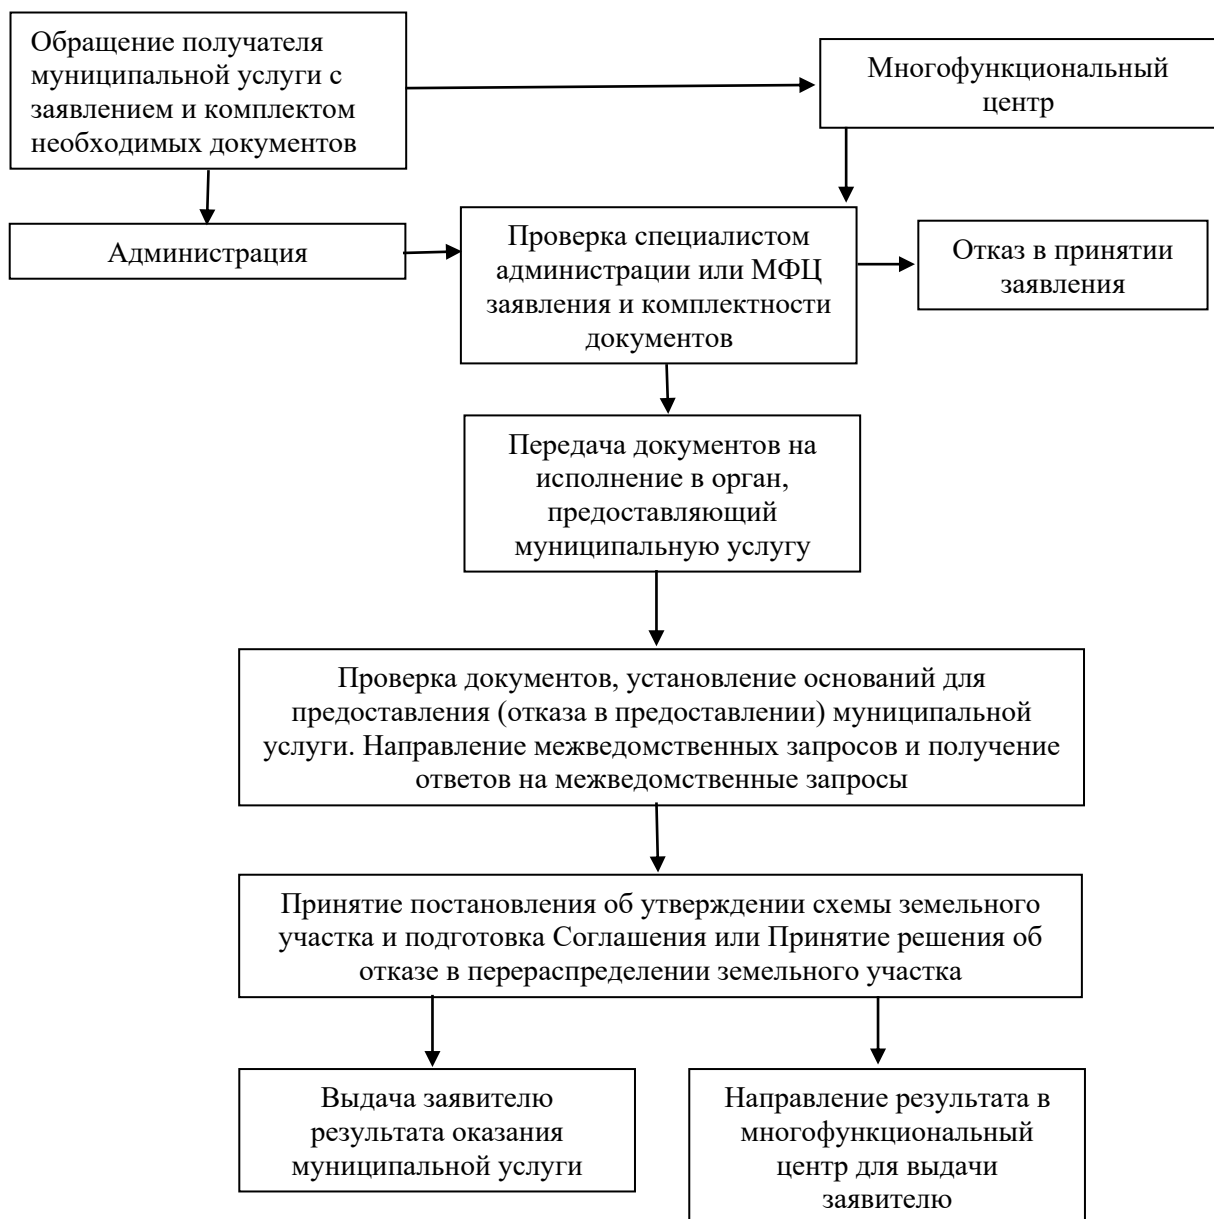 Обращение получателя
муниципальной услуги с
заявлением и комплектом
необходимых документов
Многофункциональный
центр
Администрация
Проверка специалистом
администрации или МФЦ
заявления и комплектности
документов
Отказ в принятии
заявления
Передача документов на
исполнение в орган,
предоставляющий
муниципальную услугу
Проверка документов, установление оснований для
предоставления (отказа в предоставлении) муниципальной
услуги. Направление межведомственных запросов и получение
ответов на межведомственные запросы
Принятие постановления об утверждении схемы земельного
участка и подготовка Соглашения или Принятие решения об
отказе в перераспределении земельного участка
Выдача заявителю
результата оказания
муниципальной услуги
Направление результата в
многофункциональный
центр для выдачи
заявителю